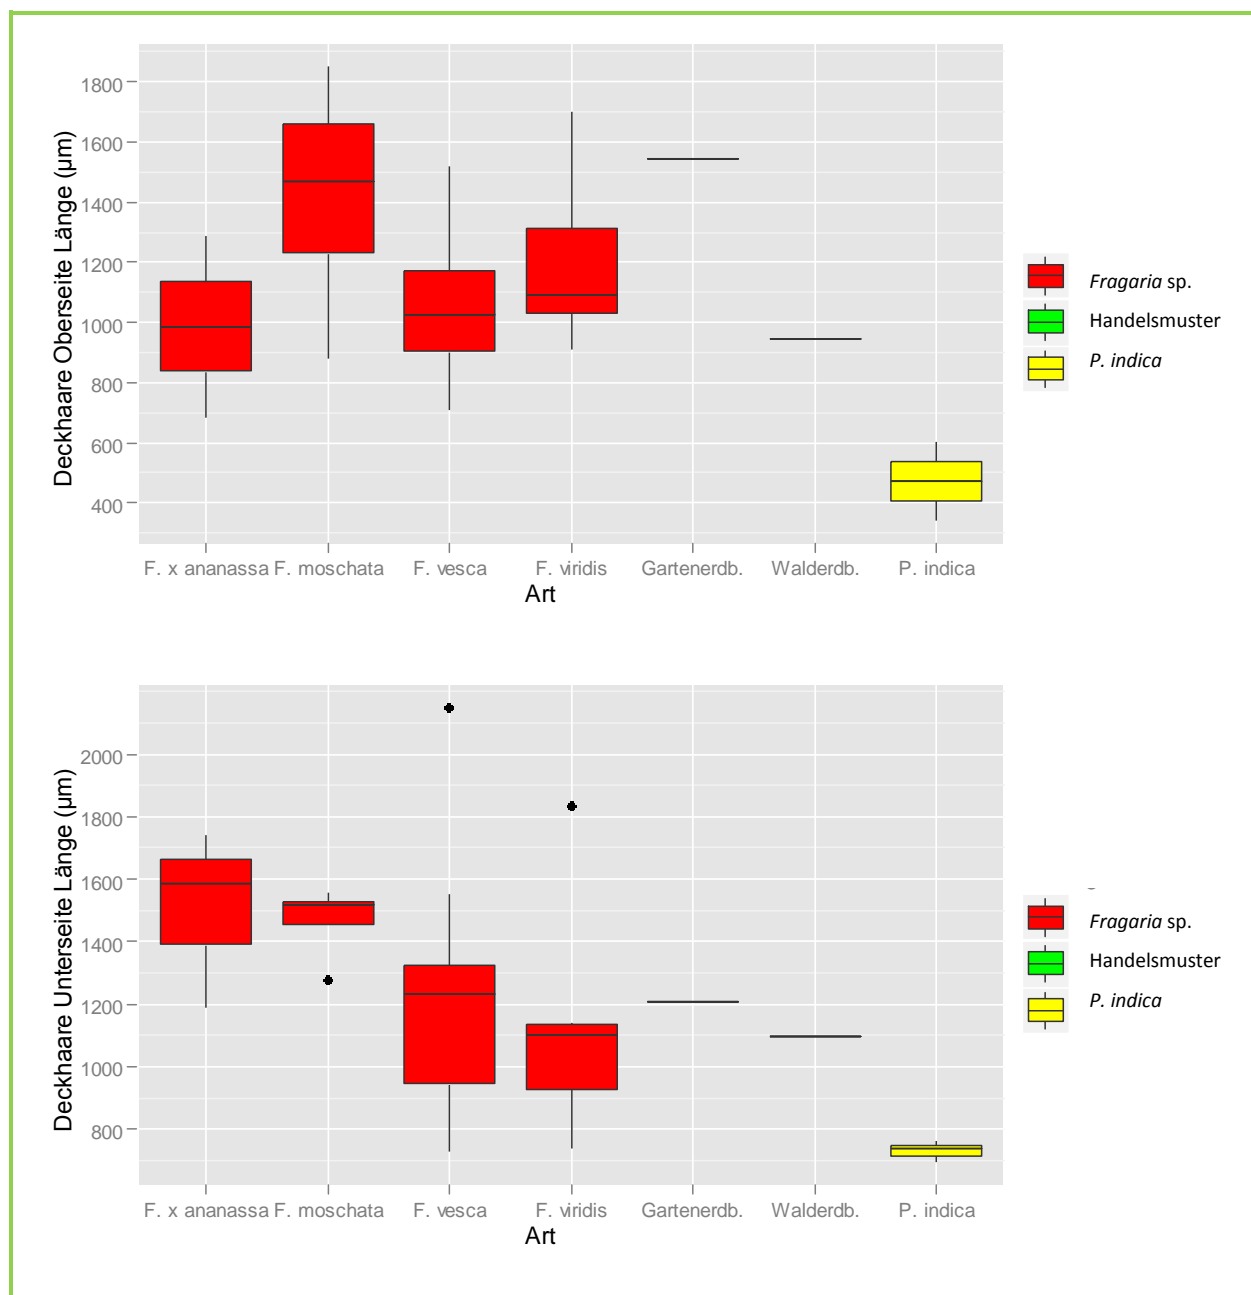 Deckhaare Oberseite Länge (µm)
1800
1600
1400
1200
1000
800
600
400
F. x ananassa F. moschata F. vesca F. viridis Gartenerdb. Walderdb. P. indica
Art
Fragaria sp.
Handelsmuster
P. indica
Deckhaare Unterseite Länge (µm)
2000
1800
1600
1400
1200
1000
800
F. x ananassa F. moschata F. vesca F. viridis Gartenerdb. Walderdb. P. indica
Art
Fragaria sp.
Handelsmuster
P. indica